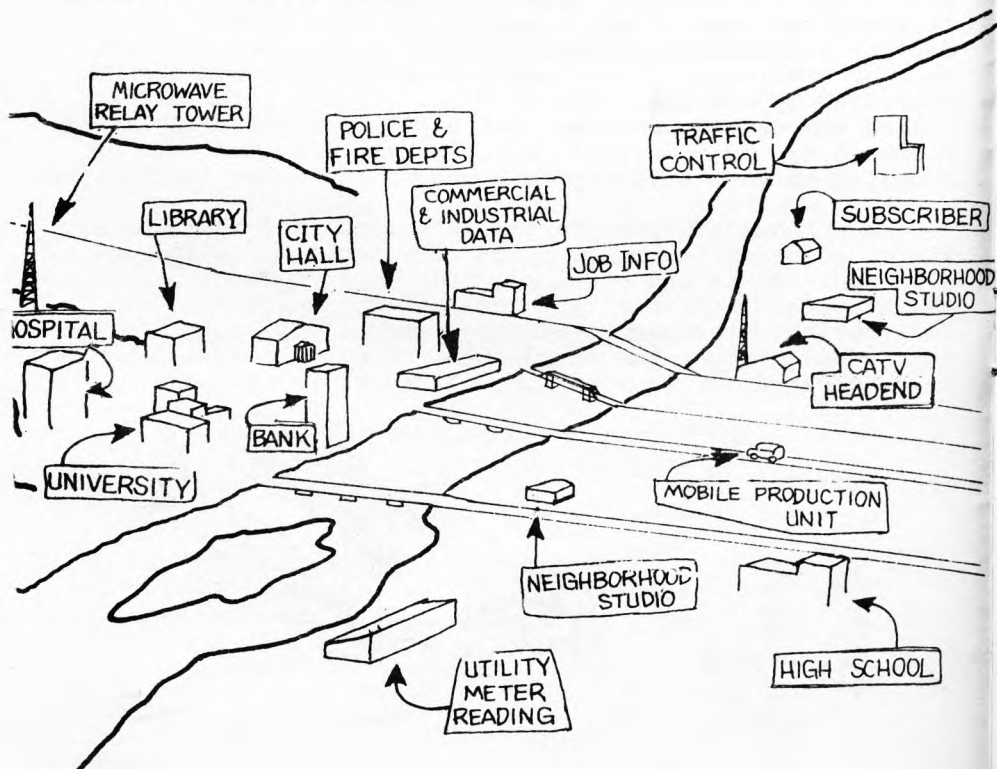 MICROWAVE
RELAY TOWER
POLICE &
FIRE DEPTS
TRAFFIC
CONTROL
LIBRARY
CITY
HALL
COMMERCIAL
& INDUSTRIAL
DATA
JOB INFO
SUBSCRIBER
NEIGHBORHOOD
STUDIO
OSPITAL
CATV
HEADEND
BANK
UNIVERSITY
MOBILE PRODUCTION
UNIT
NEIGHBORHOOD
STUDIO
HIGH SCHOOL
UTILITY
METER
READING